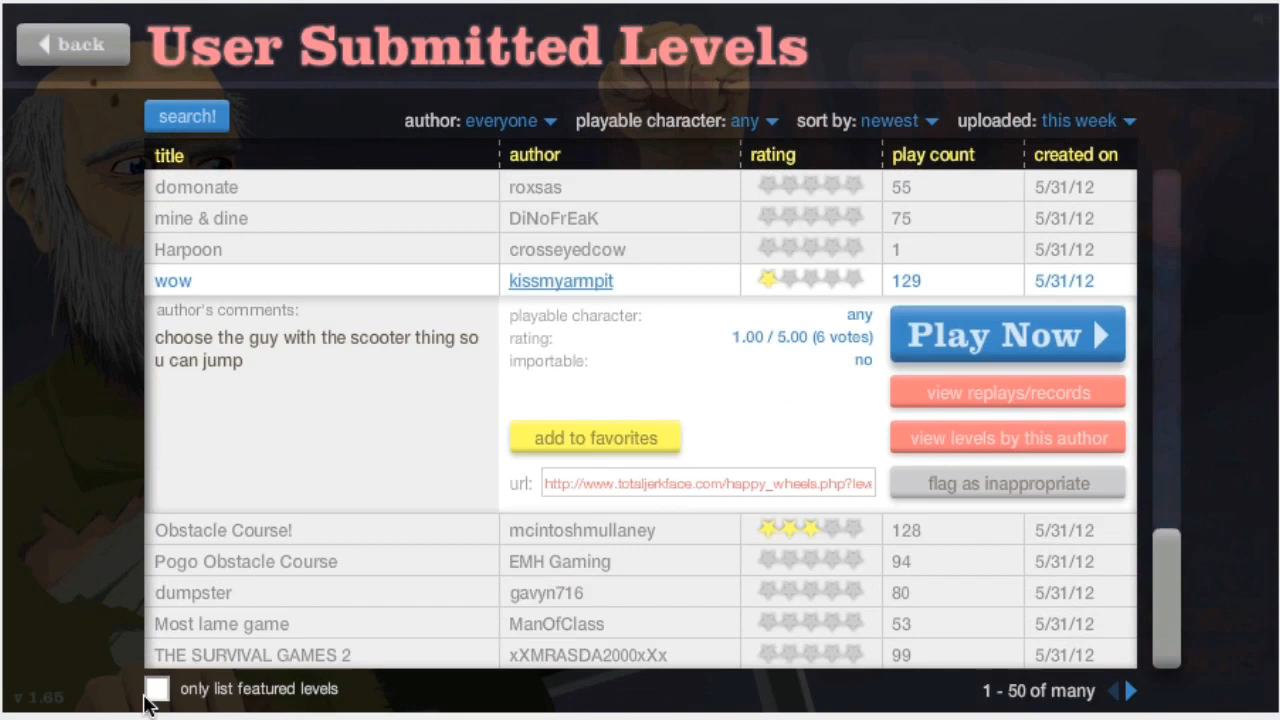 back
User Submitted Levels
search!
author: everyone playable character: any sort by: newest uploaded: this week
title author rating play count created on
domonate roxsas 55 5/31/12
mine & dine DiNoFrEaK 75 5/31/12
Harpoon crosseyedcow 1 5/31/12
wow kissmyarmpit 129 5/31/12
author's comments:
choose the guy with the scooter thing so
u can jump
playable character: any
rating: 1.00 / 5.00 (6 votes)
importable: no
add to favorites
url: http://www.totaljerkface.com/happy_wheels.php?leve
Play Now
view replays/records
view levels by this author
flag as inappropriate
Obstacle Course! mcintoshmullaney 128 5/31/12
Pogo Obstacle Course EMH Gaming 94 5/31/12
dumpster gavyn716 80 5/31/12
Most lame game ManOfClass 53 5/31/12
THE SURVIVAL GAMES 2 xXMRASDA2000xXx 99 5/31/12
v 1.65
only list featured levels
1 - 50 of many